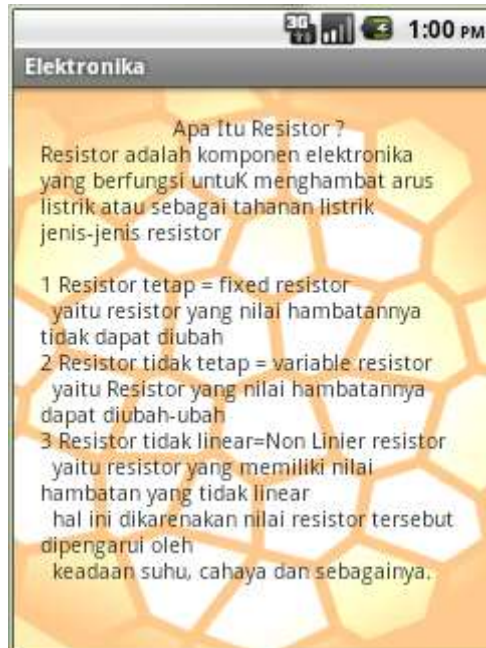 3G
1:00 PM
Elektronika
Apa Itu Resistor ?
Resistor adalah komponen elektronika
yang berfungsi untuK menghambat arus
listrik atau sebagai tahanan listrik
jenis-jenis resistor
1 Resistor tetap = fixed resistor
yaitu resistor yang nilai hambatannya
tidak dapat diubah
2 Resistor tidak tetap = variable resistor
yaitu Resistor yang nilai hambatannya
dapat diubah-ubah
3 Resistor tidak linear=Non Linier resistor
yaitu resistor yang memiliki nilai
hambatan yang tidak linear
hal ini dikarenakan nilai resistor tersebut
dipengarui oleh
keadaan suhu, cahaya dan sebagainya.